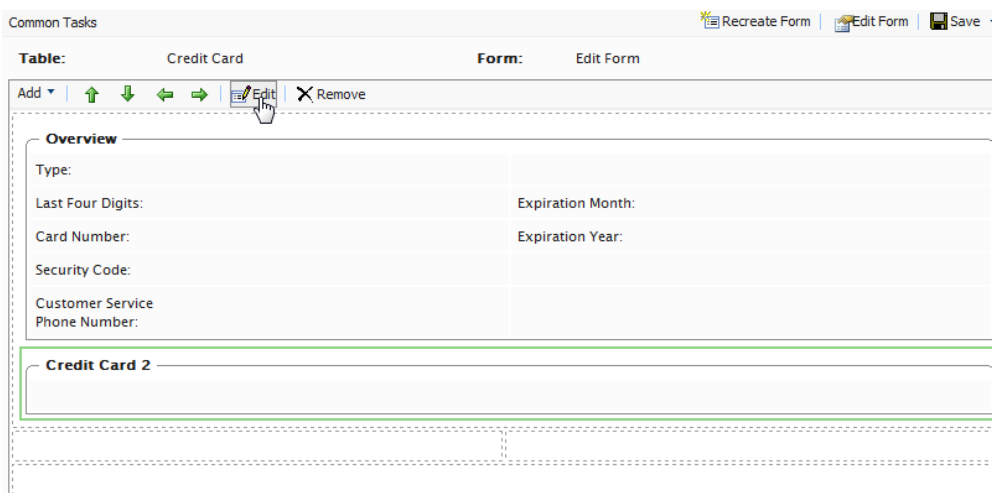 Common Tasks Recreate Form Edit Form Save
Table: Credit Card Form: Edit Form
Add Edit Remove
Overview
Type:
Last Four Digits: Expiration Month:
Card Number: Expiration Year:
Security Code:
Customer Service
Phone Number:
Credit Card 2